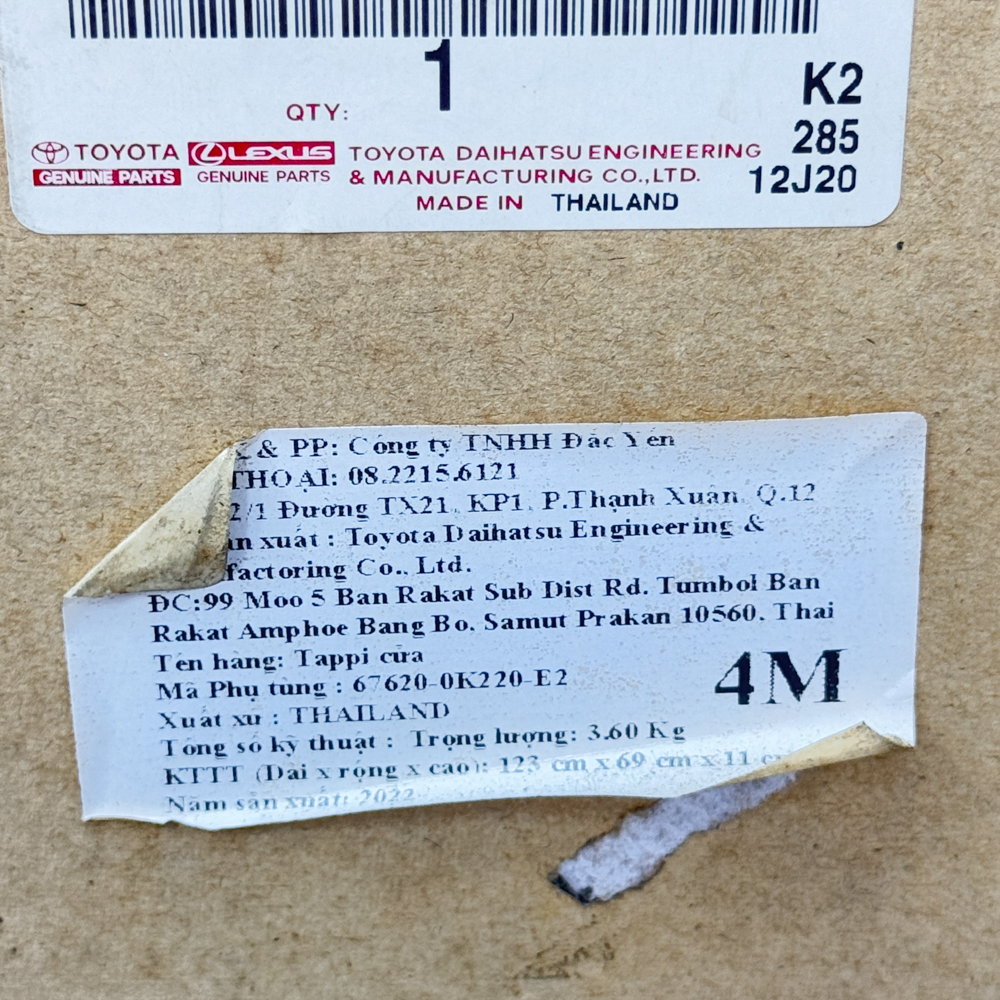 1
QTY:
K2
285
12J20
TOYOTA
GENUINE PARTS
LEXUS
GENUINE PARTS
TOYOTA DAIHATSU ENGINEERING
& MANUFACTURING CO.,LTD.
MADE IN THAILAND
& PP: Công ty TNHH Đắc Yến
THOẠI: 08.2215.6121
2/1 Đường TX21, KP1, P.Thạnh Xuân, Q.12
xuất : Toyota Daihatsu Engineering &
factoring Co., Ltd.
ĐC:99 Moo 5 Ban Rakat Sub Dist Rd. Tumbol Ban
Rakat Amphoe Bang Bo. Samut Prakan 10560. Thai
Tên hàng: Tappi cửa
Mã Phụ tùng : 67620-0K220-E2
4M
Xuất xứ : THAILAND
Tông số kỹ thuật : Trọng lượng: 3.60 Kg
KTTT (Dài x rộng x cao): 123 cm x 69 cm x 11
Năm sản xuất: 2022